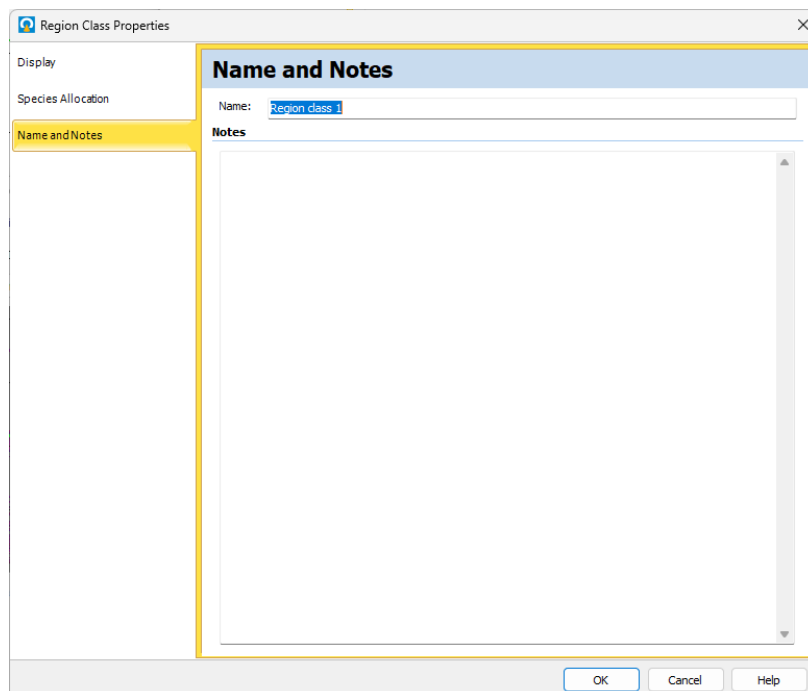 Region Class Properties
Display
Species Allocation
Name and Notes
Name and Notes
Name: Region class 1
Notes
OK Cancel Help